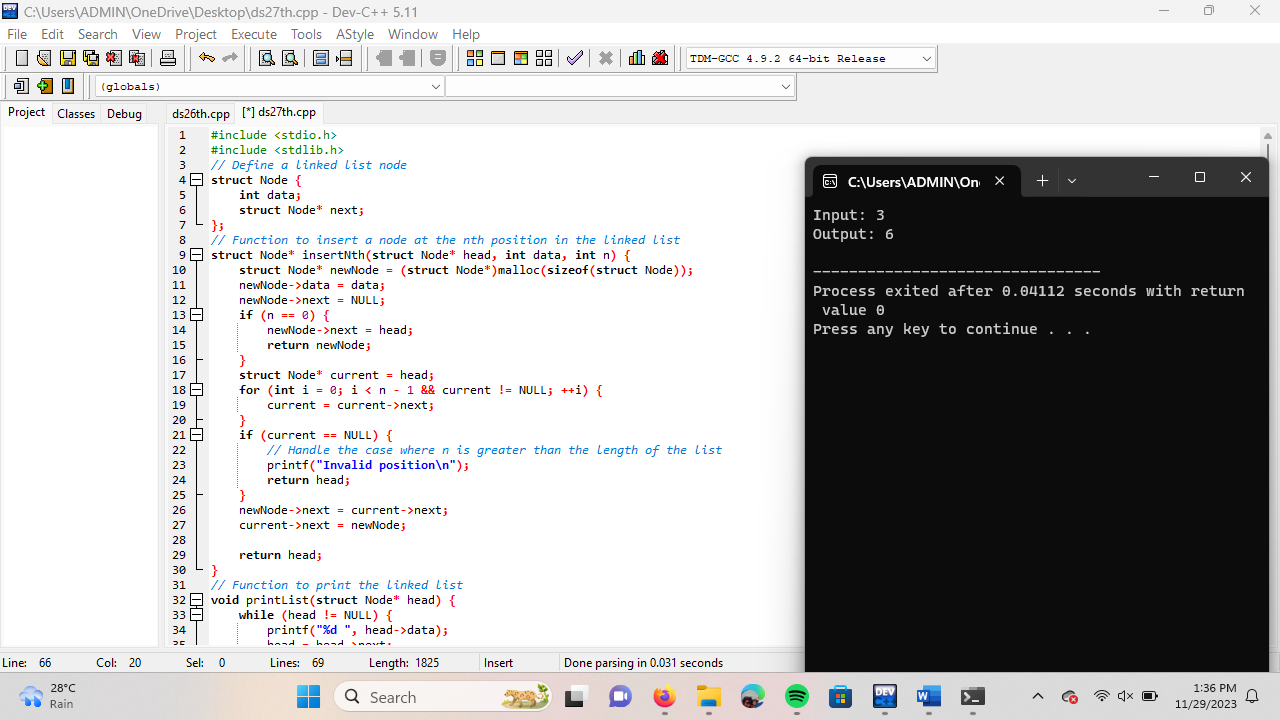 C:\Users\ADMIN\OneDrive\Desktop\ds27th.cpp - Dev-C++ 5.11
File Edit Search View Project Execute Tools AStyle Window Help
TDM-GCC 4.9.2 64-bit Release
(globals)
Project Classes Debug ds26th.cpp [*] ds27th.cpp
1 #include <stdio.h>
2 #include <stdlib.h>
3 // Define a linked list node
4 struct Node {
5 int data;
6 struct Node* next;
7 };
8 // Function to insert a node at the nth position in the linked list
9 struct Node* insertNth(struct Node* head, int data, int n) {
10 struct Node* newNode = (struct Node*)malloc(sizeof(struct Node));
11 newNode->data = data;
12 newNode->next = NULL;
13 if (n == 0) {
14 newNode->next = head;
15 return newNode;
16 }
17 struct Node* current = head;
18 for (int i = 0; i < n - 1 && current != NULL; ++i) {
19 current = current->next;
20 }
21 if (current == NULL) {
22 // Handle the case where n is greater than the length of the list
23 printf("Invalid position\n");
24 return head;
25 }
26 newNode->next = current->next;
27 current->next = newNode;
28
29 return head;
30 }
31 // Function to print the linked list
32 void printList(struct Node* head) {
33 while (head != NULL) {
34 printf("%d ", head->data);
35 head = head->next;
C:\Users\ADMIN\On
Input: 3
Output: 6
--------------------------------
Process exited after 0.04112 seconds with return
value 0
Press any key to continue . . .
Line: 66 Col: 20 Sel: 0 Lines: 69 Length: 1825 Insert Done parsing in 0.031 seconds
28°C
Rain
Search
DEV
1:36 PM
11/29/2023